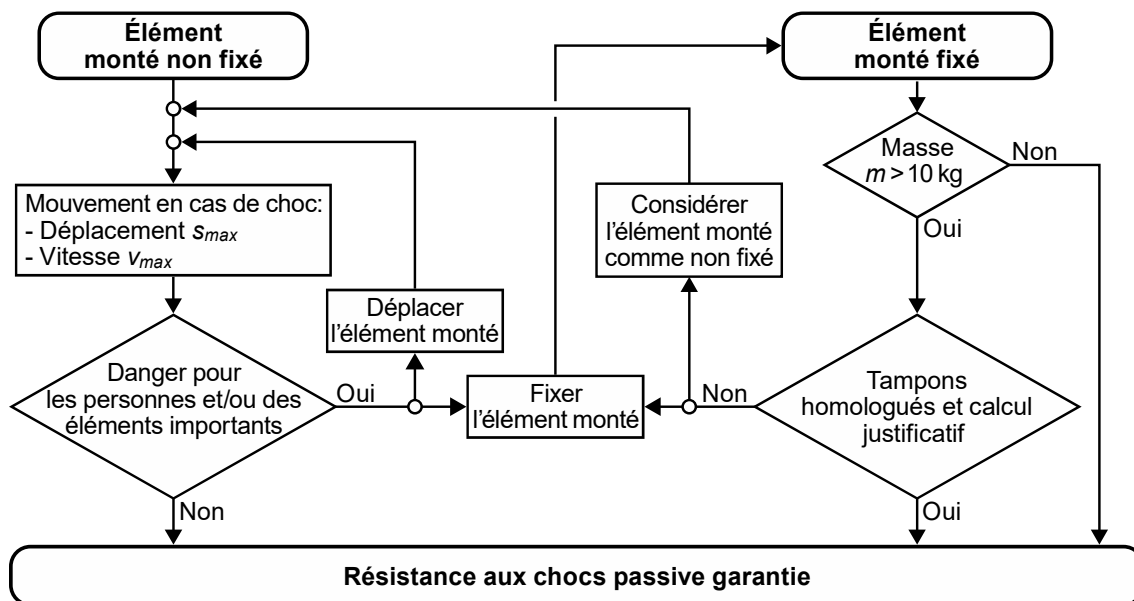 Élément
monté non fixé
Élément
monté fixé
Masse
m > 10 kg
Non
Oui
Mouvement en cas de choc:
- Déplacement smax
- Vitesse vmax
Considérer
l'élément monté
comme non fixé
Déplacer
l'élément monté
Danger pour
les personnes et/ou des
éléments importants
Oui
Fixer
l'élément monté
Non
Tampons
homologués et calcul
justificatif
Non
Oui
Résistance aux chocs passive garantie